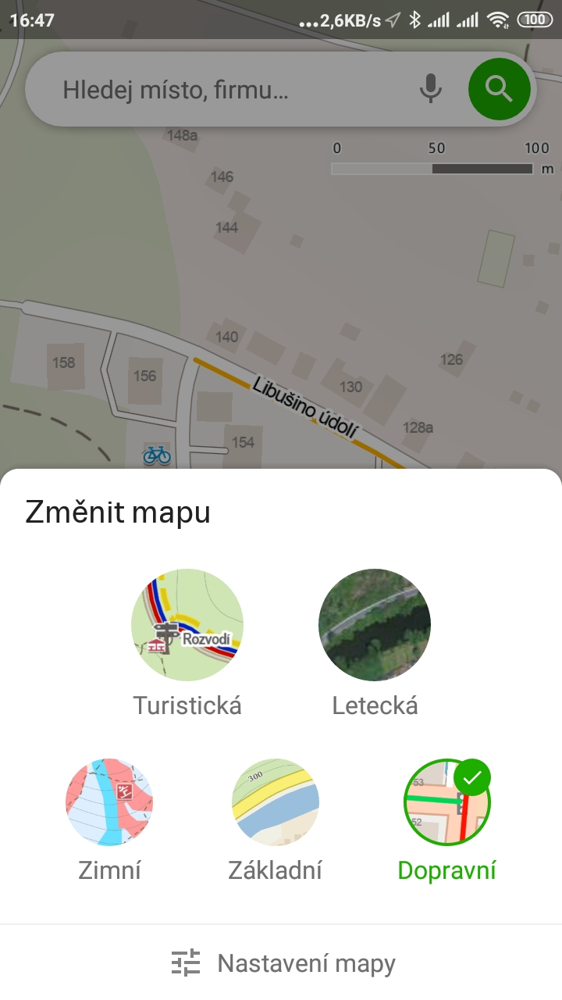 16:47
...2,6KB/s
100
Hledej místo, firmu...
0 50 100
m
148a
146
144
140
158
156
126
130
Libušino údolí
128a
154
Změnit mapu
Rozvodí
Turistická
Letecká
300
53
52
Zimní
Základní
Dopravní
Nastavení mapy